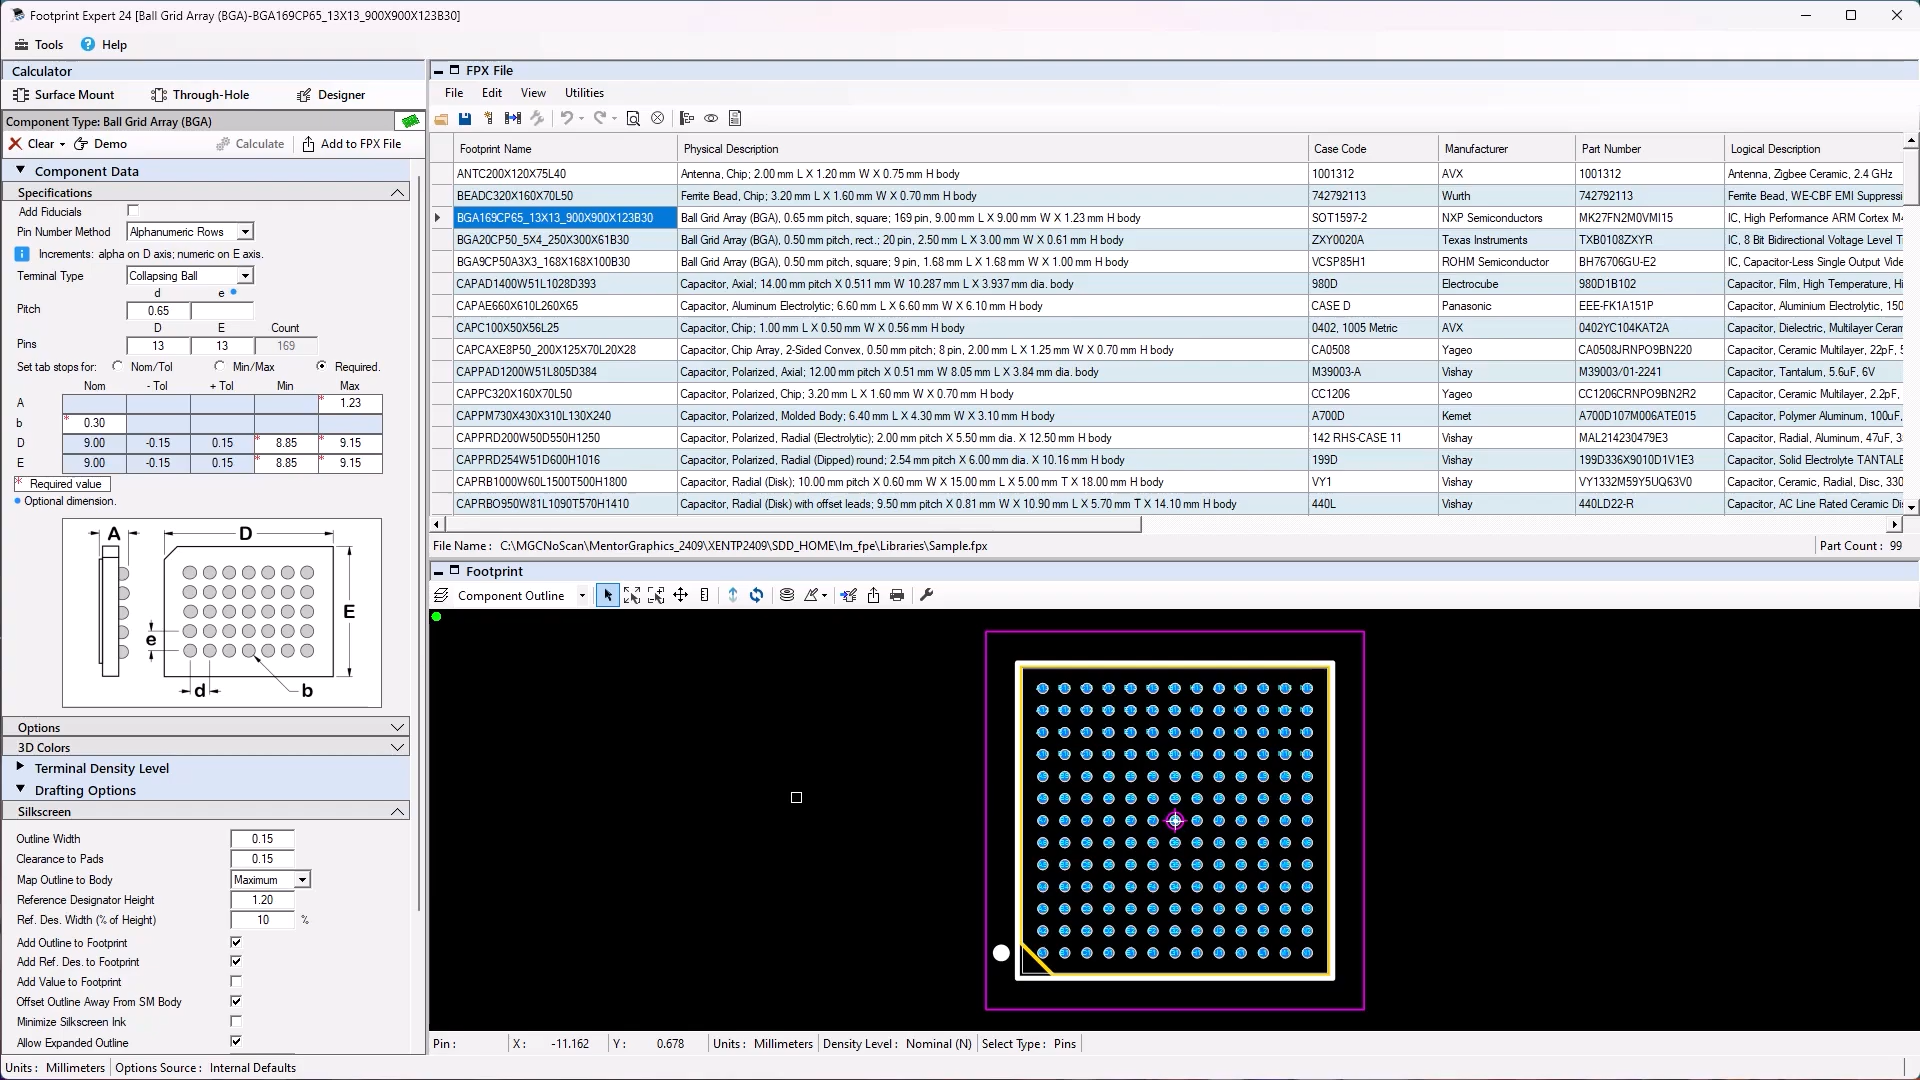 Footprint Expert 24 [Ball Grid Array (BGA)-BGA169CP65_13X13_900X900X123B30]
Tools Help
Calculator
Surface Mount Through-Hole Designer
Component Type: Ball Grid Array (BGA)
Clear Demo Calculate Add to FPX File
Component Data
Specifications
Add Fiducials
Pin Number Method Alphanumeric Rows
Increments: alpha on D axis; numeric on E axis.
Terminal Type Collapsing Ball
d e
Pitch 0.65
D E Count
Pins 13 13 169
Set tab stops for: Nom/Tol Min/Max Required.
Nom - Tol + Tol Min Max
A * 1.23
b * 0.30
D 9.00 -0.15 0.15 * 8.85 * 9.15
E 9.00 -0.15 0.15 * 8.85 * 9.15
* Required value
Optional dimension.
A D
E
e
d b
Options
3D Colors
Terminal Density Level
Drafting Options
Silkscreen
Outline Width 0.15
Clearance to Pads 0.15
Map Outline to Body Maximum
Reference Designator Height 1.20
Ref. Des. Width (% of Height) 10 %
Add Outline to Footprint
Add Ref. Des. to Footprint
Add Value to Footprint
Offset Outline Away From SM Body
Minimize Silkscreen Ink
Allow Expanded Outline
Units : Millimeters Options Source : Internal Defaults
FPX File
File Edit View Utilities
Footprint Name Physical Description Case Code Manufacturer Part Number Logical Description
ANTC200X120X75L40 Antenna, Chip; 2.00 mm L X 1.20 mm W X 0.75 mm H body 1001312 AVX 1001312 Antenna, Zigbee Ceramic, 2.4 GHz
BEADC320X160X70L50 Ferrite Bead, Chip; 3.20 mm L X 1.60 mm W X 0.70 mm H body 742792113 Wurth 742792113 Ferrite Bead, WE-CBF EMI Suppressi
BGA169CP65_13X13_900X900X123B30 Ball Grid Array (BGA), 0.65 mm pitch, square; 169 pin, 9.00 mm L X 9.00 mm W X 1.23 mm H body SOT1597-2 NXP Semiconductors MK27FN2M0VMI15 IC, High Perfomance ARM Cortex M4
BGA20CP50_5X4_250X300X61B30 Ball Grid Array (BGA), 0.50 mm pitch, rect.; 20 pin, 2.50 mm L X 3.00 mm W X 0.61 mm H body ZXY0020A Texas Instruments TXB0108ZXYR IC, 8 Bit Bidirectional Voltage Level T
BGA9CP50A3X3_168X168X100B30 Ball Grid Array (BGA), 0.50 mm pitch, square; 9 pin, 1.68 mm L X 1.68 mm W X 1.00 mm H body VCSP85H1 ROHM Semiconductor BH76706GU-E2 IC, Capacitor-Less Single Output Vide
CAPAD1400W51L1028D393 Capacitor, Axial; 14.00 mm pitch X 0.511 mm W 10.287 mm L X 3.937 mm dia. body 980D Electrocube 980D1B102 Capacitor, Film, High Temperature, Hi
CAPAE660X610L260X65 Capacitor, Aluminum Electrolytic; 6.60 mm L X 6.60 mm W X 6.10 mm H body CASE D Panasonic EEE-FK1A151P Capacitor, Aluminium Electrolytic, 150
CAPC100X50X56L25 Capacitor, Chip; 1.00 mm L X 0.50 mm W X 0.56 mm H body 0402, 1005 Metric AVX 0402YC104KAT2A Capacitor, Dielectric, Multilayer Ceram
CAPCAXE8P50_200X125X70L20X28 Capacitor, Chip Array, 2-Sided Convex, 0.50 mm pitch; 8 pin, 2.00 mm L X 1.25 mm W X 0.70 mm H body CA0508 Yageo CA0508JRNPO9BN220 Capacitor, Ceramic Multilayer, 22pF, 5
CAPPAD1200W51L805D384 Capacitor, Polarized, Axial; 12.00 mm pitch X 0.51 mm W 8.05 mm L X 3.84 mm dia. body M39003-A Vishay M39003/01-2241 Capacitor, Tantalum, 5.6uF, 6V
CAPPC320X160X70L50 Capacitor, Polarized, Chip; 3.20 mm L X 1.60 mm W X 0.70 mm H body CC1206 Yageo CC1206CRNPO9BN2R2 Capacitor, Ceramic Multilayer, 2.2pF,
CAPPM730X430X310L130X240 Capacitor, Polarized, Molded Body; 6.40 mm L X 4.30 mm W X 3.10 mm H body A700D Kemet A700D107M006ATE015 Capacitor, Polymer Aluminum, 100uF,
CAPPRD200W50D550H1250 Capacitor, Polarized, Radial (Electrolytic); 2.00 mm pitch X 5.50 mm dia. X 12.50 mm H body 142 RHS-CASE 11 Vishay MAL214230479E3 Capacitor, Radial, Aluminum, 47uF, 3
CAPPRD254W51D600H1016 Capacitor, Polarized, Radial (Dipped) round; 2.54 mm pitch X 6.00 mm dia. X 10.16 mm H body 199D Vishay 199D336X9010D1V1E3 Capacitor, Solid Electrolyte TANTALE
CAPRB1000W60L1500T500H1800 Capacitor, Radial (Disk); 10.00 mm pitch X 0.60 mm W X 15.00 mm L X 5.00 mm T X 18.00 mm H body VY1 Vishay VY1332M59Y5UQ63V0 Capacitor, Ceramic, Radial, Disc, 330
CAPRBO950W81L1090T570H1410 Capacitor, Radial (Disk) with offset leads; 9.50 mm pitch X 0.81 mm W X 10.90 mm L X 5.70 mm T X 14.10 mm H body 440L Vishay 440LD22-R Capacitor, AC Line Rated Ceramic Di
File Name : C:\MGCNoScan\MentorGraphics_2409\XENTP2409\SDD_HOME\lm_fpe\Libraries\Sample.fpx Part Count : 99
Footprint
Component Outline
Pin : X : -11.162 Y : 0.678 Units : Millimeters Density Level : Nominal (N) Select Type : Pins